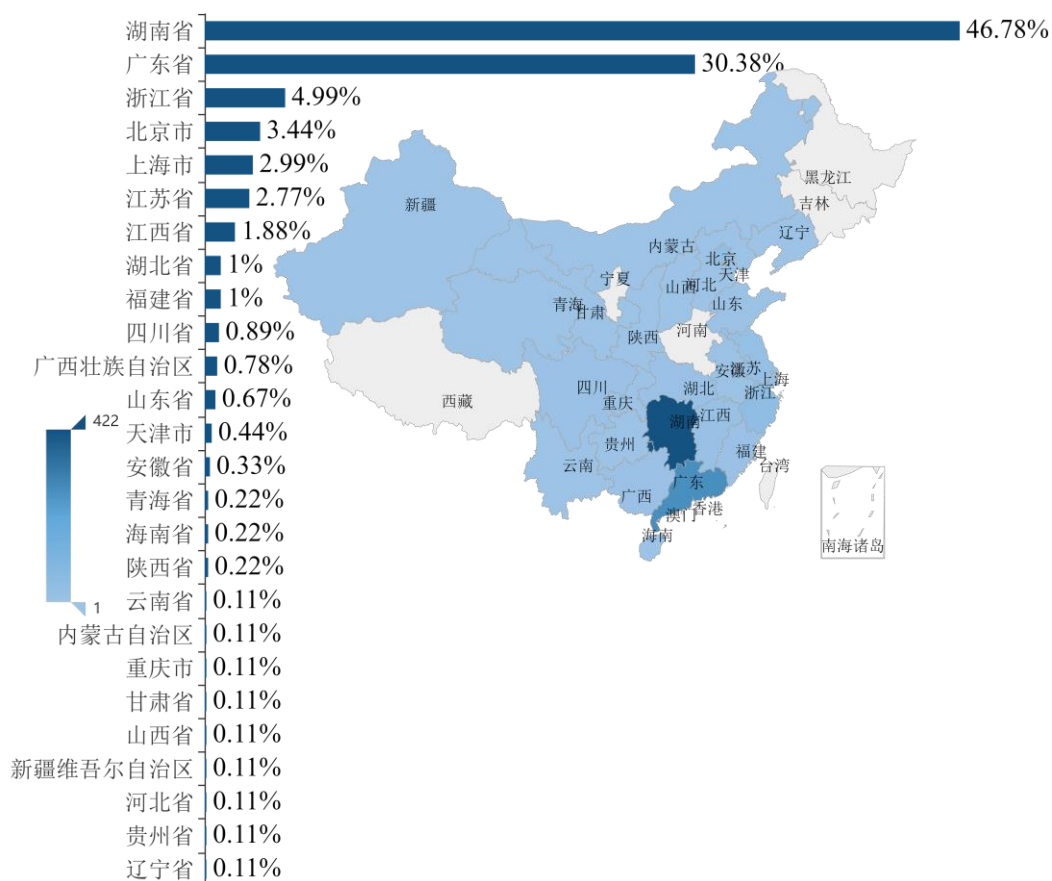 湖南省 46.78%
广东省 30.38%
浙江省 4.99%
北京市 3.44%
上海市 2.99%
江苏省 2.77%
江西省 1.88%
湖北省 1%
福建省 1%
四川省 0.89%
广西壮族自治区 0.78%
山东省 0.67%
天津市 0.44%
安徽省 0.33%
青海省 0.22%
海南省 0.22%
陕西省 0.22%
云南省 0.11%
内蒙古自治区 0.11%
重庆市 0.11%
甘肃省 0.11%
山西省 0.11%
新疆维吾尔自治区 0.11%
河北省 0.11%
贵州省 0.11%
辽宁省 0.11%
422
1
黑龙江
吉林
新疆
辽宁
内蒙古
北京
天津
宁夏
山西
河北
青海
甘肃
山东
陕西
河南
安徽
江苏
上海
四川
湖北
浙江
西藏
重庆
湖南
江西
贵州
福建
云南
台湾
广东
广西
香港
澳门
海南
南海诸岛